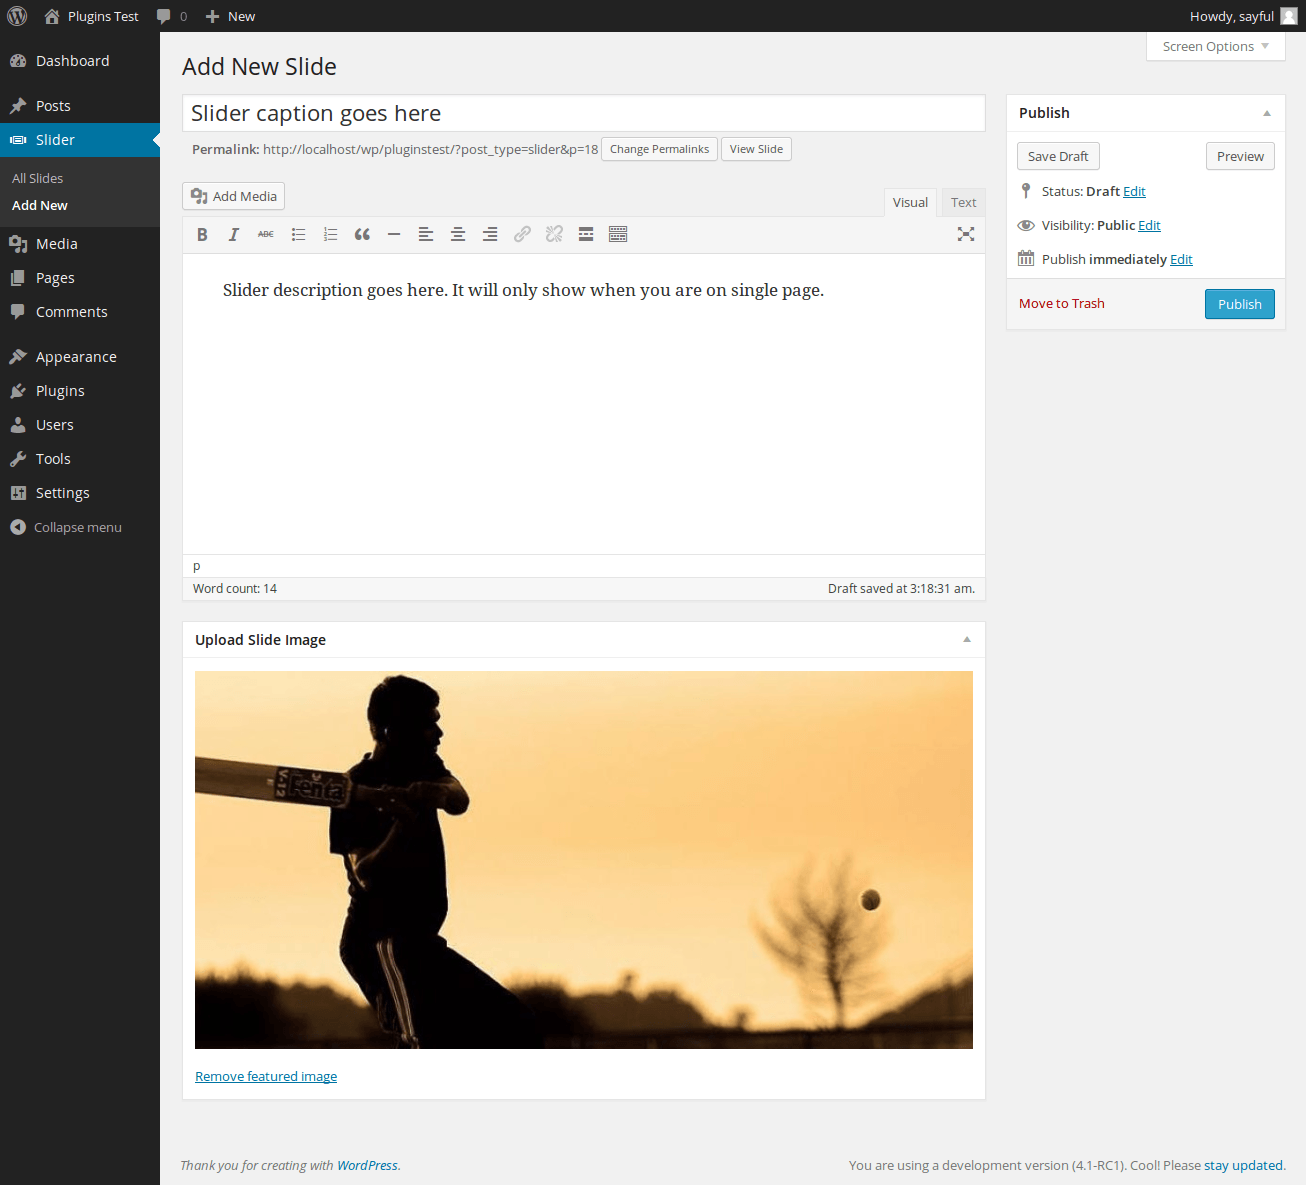 Plugins Test 0 New Howdy, sayful
Screen Options
Dashboard
Posts
Slider
All Slides
Add New
Media
Pages
Comments
Appearance
Plugins
Users
Tools
Settings
Collapse menu
Add New Slide
Slider caption goes here
Permalink: http://localhost/wp/pluginstest/?post_type=slider&p=18 Change Permalinks View Slide
Add Media
Visual Text
B I ABC
Slider description goes here. It will only show when you are on single page.
p
Word count: 14 Draft saved at 3:18:31 am.
Publish
Save Draft Preview
Status: Draft Edit
Visibility: Public Edit
Publish immediately Edit
Move to Trash Publish
Upload Slide Image
V-12 Fenta
Remove featured image
Thank you for creating with WordPress. You are using a development version (4.1-RC1). Cool! Please stay updated.